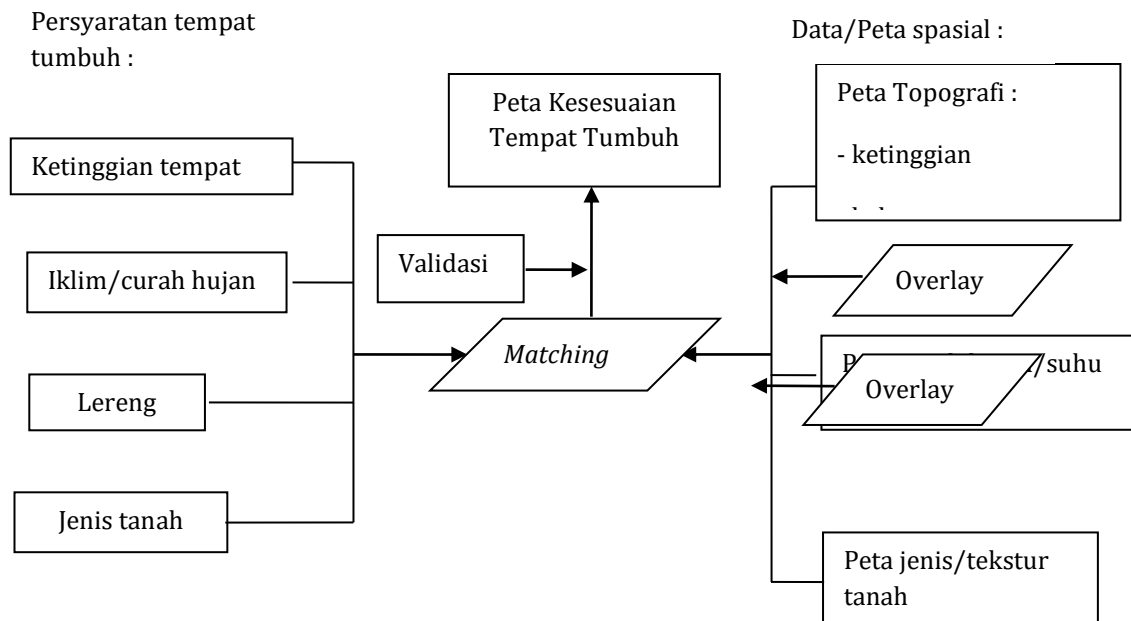 Persyaratan tempat
tumbuh :
Ketinggian tempat
Iklim/curah hujan
Lereng
Jenis tanah
Peta Kesesuaian
Tempat Tumbuh
Validasi
Matching
Data/Peta spasial :
Peta Topografi :
- ketinggian
Overlay
/suhu
Overlay
Peta jenis/tekstur
tanah